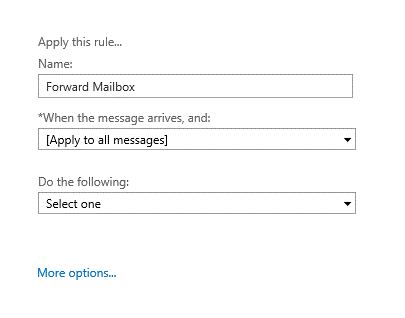 Apply this rule...
Name:
Forward Mailbox
*When the message arrives, and:
[Apply to all messages]
Do the following:
Select one
More options...